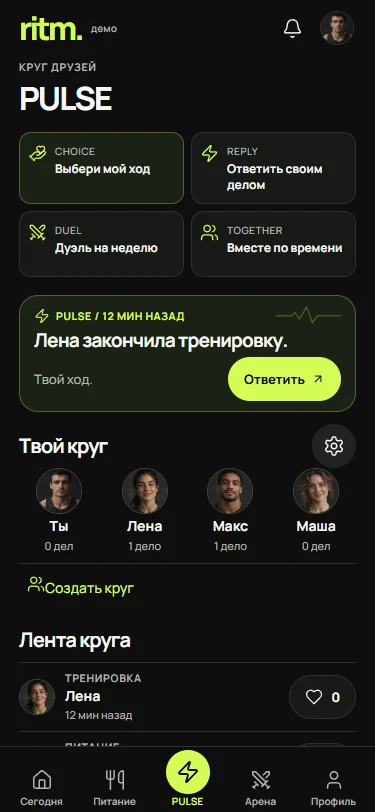 ritm. демо
КРУГ ДРУЗЕЙ
PULSE
CHOICE
Выбери мой ход
REPLY
Ответить своим
делом
DUEL
Дуэль на неделю
TOGETHER
Вместе по времени
PULSE / 12 МИН НАЗАД
Лена закончила тренировку.
Твой ход.
Ответить
Твой круг
Ты Лена Макс Маша
0 дел 1 дело 1 дело 0 дел
Создать круг
Лента круга
ТРЕНИРОВКА
Лена
12 мин назад
0
ПИТАНИЕ
Сегодня Питание PULSE Арена Профиль